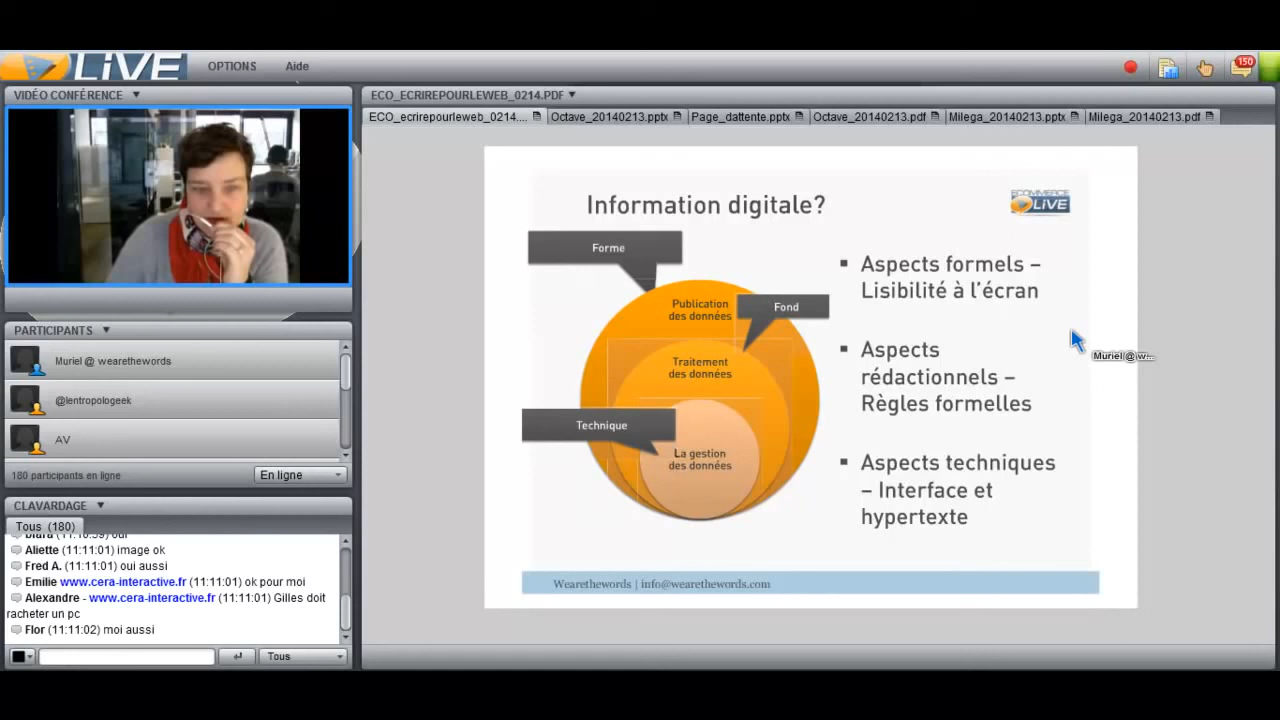 LiVE
OPTIONS
Aide
150
VIDÉO CONFÉRENCE
PARTICIPANTS
Muriel @ wearethewords
@lentropologeek
AV
180 participants en ligne
En ligne
CLAVARDAGE
Tous (180)
Aliette (11:11:01) image ok
Fred A. (11:11:01) oui aussi
Emilie www.cera-interactive.fr (11:11:01) ok pour moi
Alexandre - www.cera-interactive.fr (11:11:01) Gilles doit
racheter un pc
Flor (11:11:02) moi aussi
Tous
ECO_ECRIREPOURLEWEB_0214.PDF
ECO_ecrirepourleweb_0214....
Octave_20140213.pptx
Page_dattente.pptx
Octave_20140213.pdf
Milega_20140213.pptx
Milega_20140213.pdf
Information digitale?
ECOMMERCE
LiVE
Forme
Publication
des données
Fond
Traitement
des données
Technique
La gestion
des données
▪ Aspects formels –
Lisibilité à l’écran
▪ Aspects
rédactionnels –
Règles formelles
▪ Aspects techniques
– Interface et
hypertexte
Muriel @ w...
Wearethewords | info@wearethewords.com